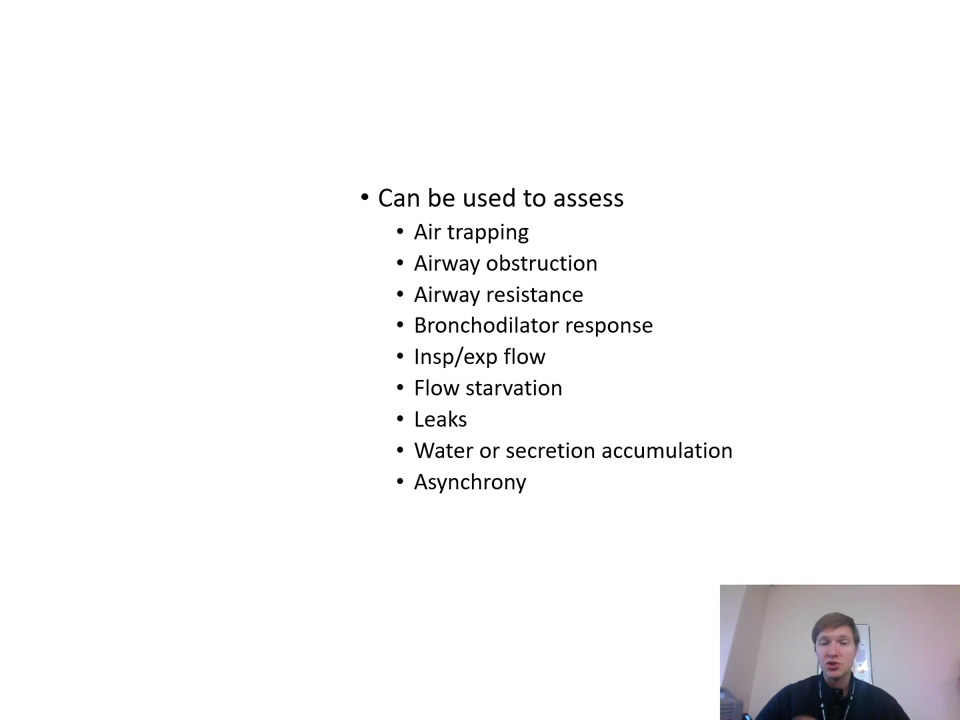 • Can be used to assess
• Air trapping
• Airway obstruction
• Airway resistance
• Bronchodilator response
• Insp/exp flow
• Flow starvation
• Leaks
• Water or secretion accumulation
• Asynchrony